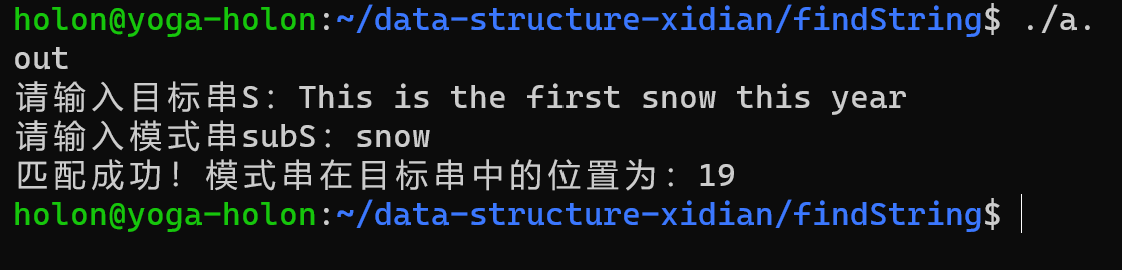 holon@yoga-holon:~/data-structure-xidian/findString$ ./a.
out
请输入目标串S：This is the first snow this year
请输入模式串subS：snow
匹配成功！模式串在目标串中的位置为：19
holon@yoga-holon:~/data-structure-xidian/findString$